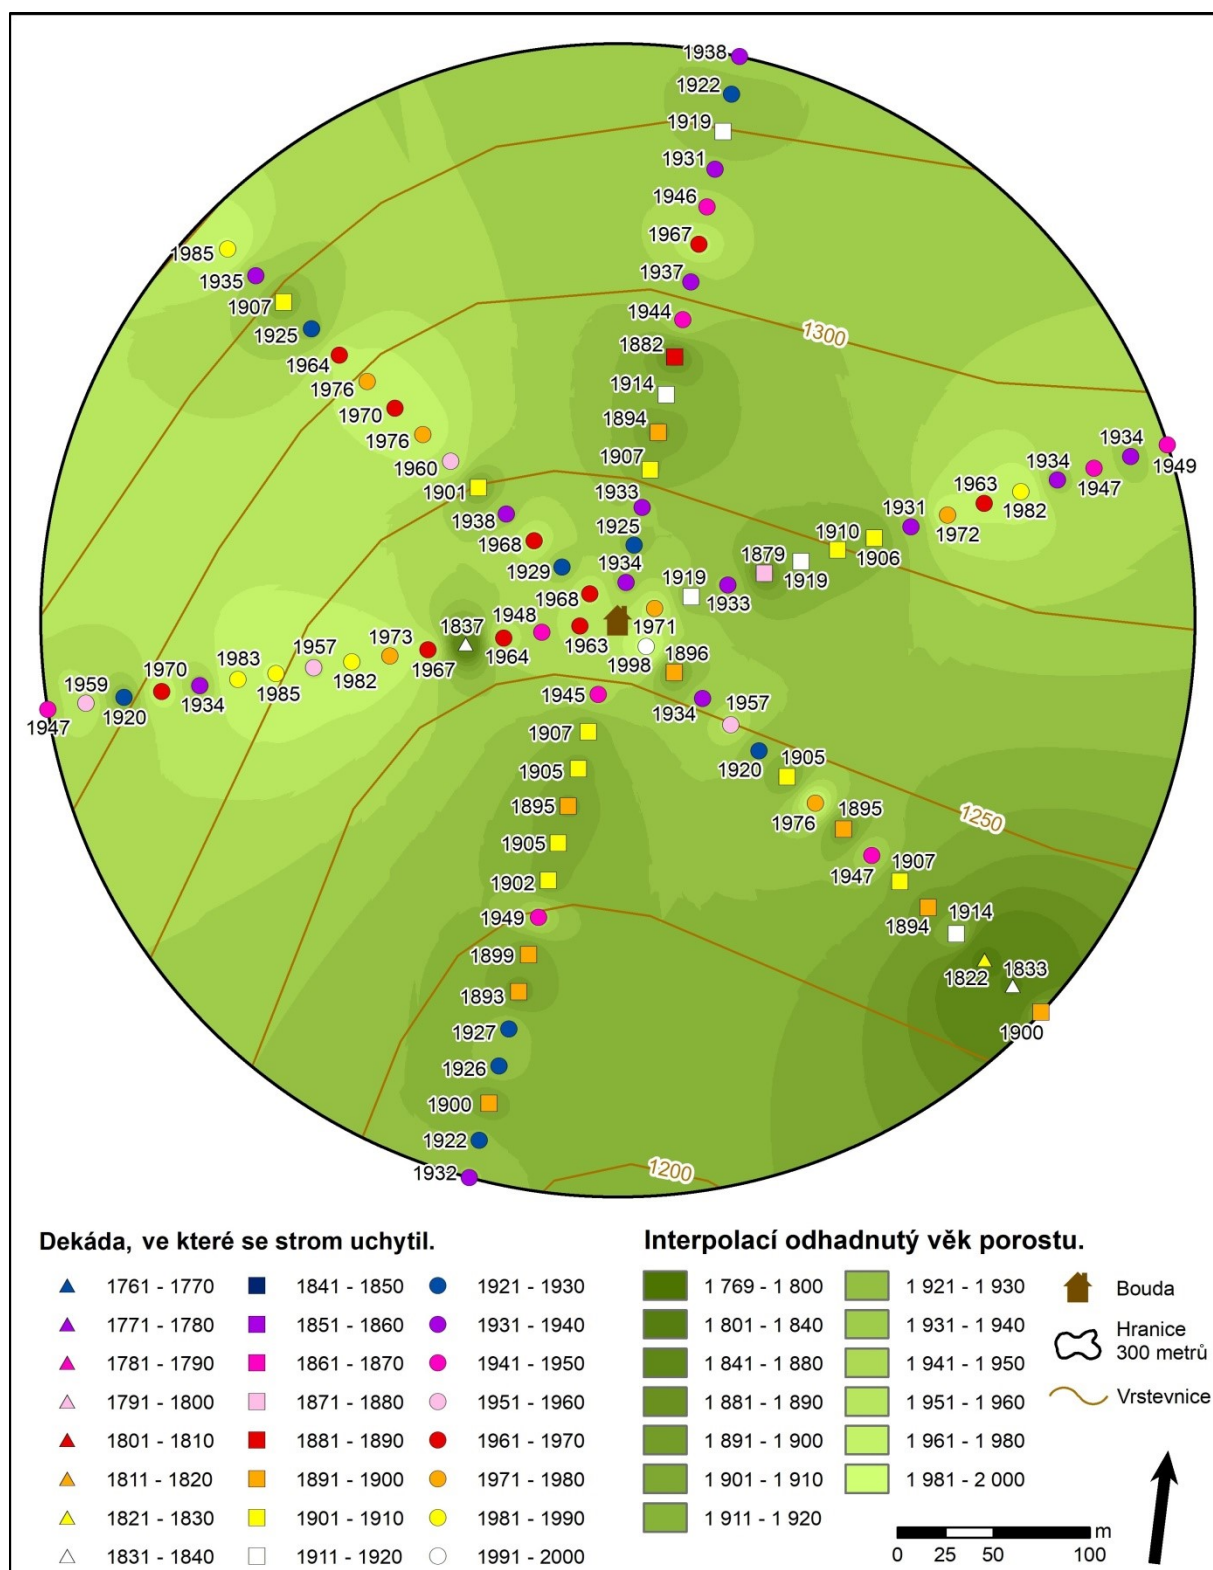 1938
1922
1919
1931
1946
1967
1937
1944
1882
1914
1894
1907
1933
1925
1934
1985
1935
1907
1925
1964
1976
1970
1976
1960
1901
1938
1968
1929
1968
1300
1949
1934
1947
1934
1982
1963
1972
1931
1906
1910
1919
1879
1933
1919
1971
1998
1963
1948
1964
1837
1967
1973
1982
1957
1985
1983
1934
1970
1920
1959
1947
1896
1934
1957
1920
1905
1976
1895
1947
1907
1894
1914
1822
1833
1900
1250
1945
1907
1905
1895
1905
1902
1949
1899
1893
1927
1926
1900
1922
1932
1200
Dekáda, ve které se strom uchytil.
1761 - 1770
1771 - 1780
1781 - 1790
1791 - 1800
1801 - 1810
1811 - 1820
1821 - 1830
1831 - 1840
1841 - 1850
1851 - 1860
1861 - 1870
1871 - 1880
1881 - 1890
1891 - 1900
1901 - 1910
1911 - 1920
1921 - 1930
1931 - 1940
1941 - 1950
1951 - 1960
1961 - 1970
1971 - 1980
1981 - 1990
1991 - 2000
Interpolací odhadnutý věk porostu.
1 769 - 1 800
1 801 - 1 840
1 841 - 1 880
1 881 - 1 890
1 891 - 1 900
1 901 - 1 910
1 911 - 1 920
1 921 - 1 930
1 931 - 1 940
1 941 - 1 950
1 951 - 1 960
1 961 - 1 980
1 981 - 2 000
Bouda
Hranice
300 metrů
Vrstevnice
m
0 25 50 100